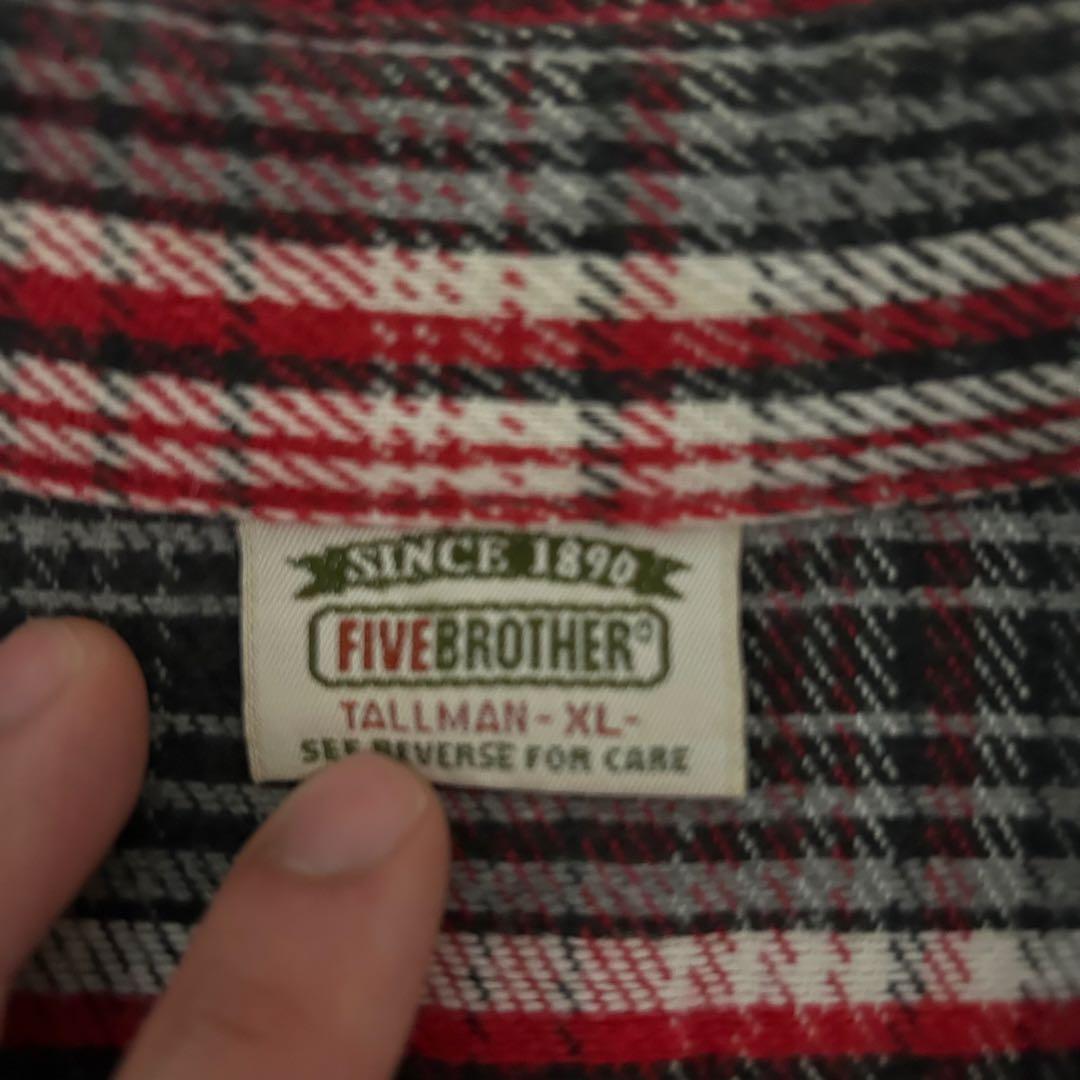 SINCE 1890
FIVEBROTHER©
TALLMAN-XL-
SEE REVERSE FOR CARE